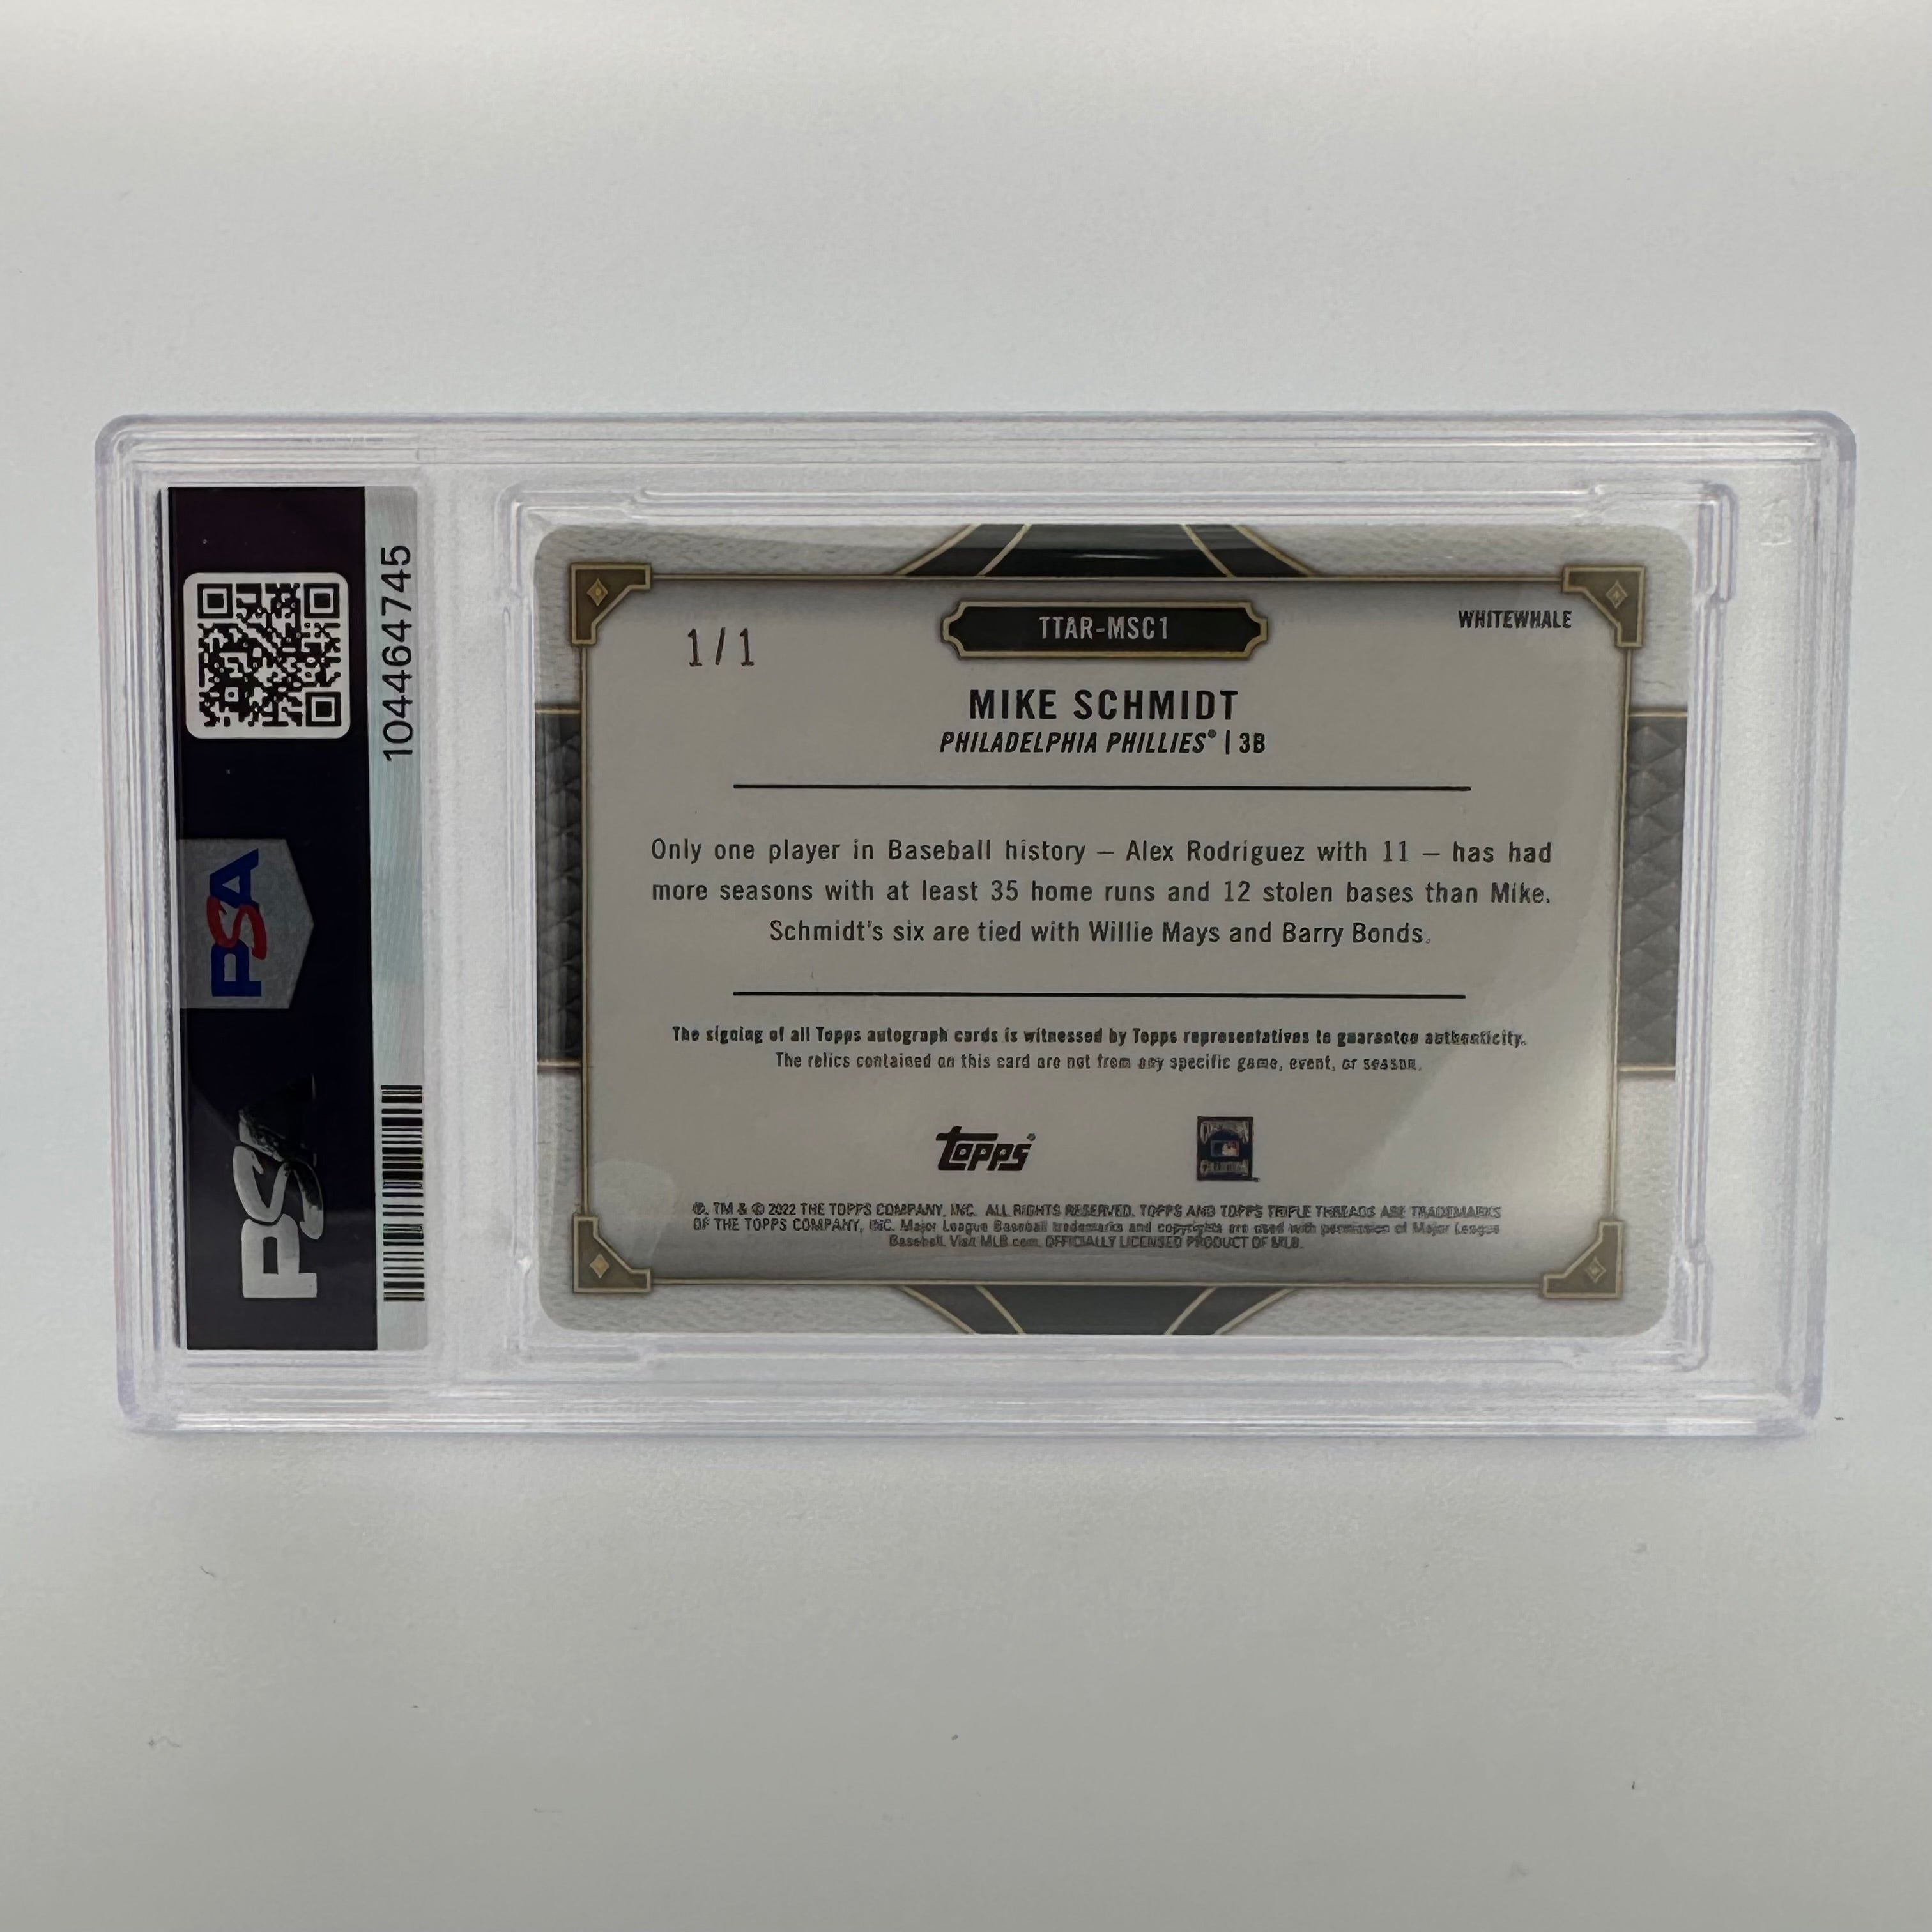 104464745
PSA
PSA
1/1
TTAR-MSC1
WHITEWHALE
MIKE SCHMIDT
PHILADELPHIA PHILLIES® | 3B
Only one player in Baseball history – Alex Rodriguez with 11 – has had
more seasons with at least 35 home runs and 12 stolen bases than Mike.
Schmidt's six are tied with Willie Mays and Barry Bonds.
The signing of all Topps autograph cards is witnessed by Topps representatives to guarantee authenticity.
The relics contained on this card are not from any specific game, event, or season.
Topps®
®, TM & © 2022 THE TOPPS COMPANY, INC. ALL RIGHTS RESERVED. TOPPS AND TOPPS TRIPLE THREADS ARE TRADEMARKS
OF THE TOPPS COMPANY, INC. Major League Baseball trademarks and copyrights are used with permission of Major League
Baseball. Visit MLB.com. OFFICIALLY LICENSED PRODUCT OF MLB.